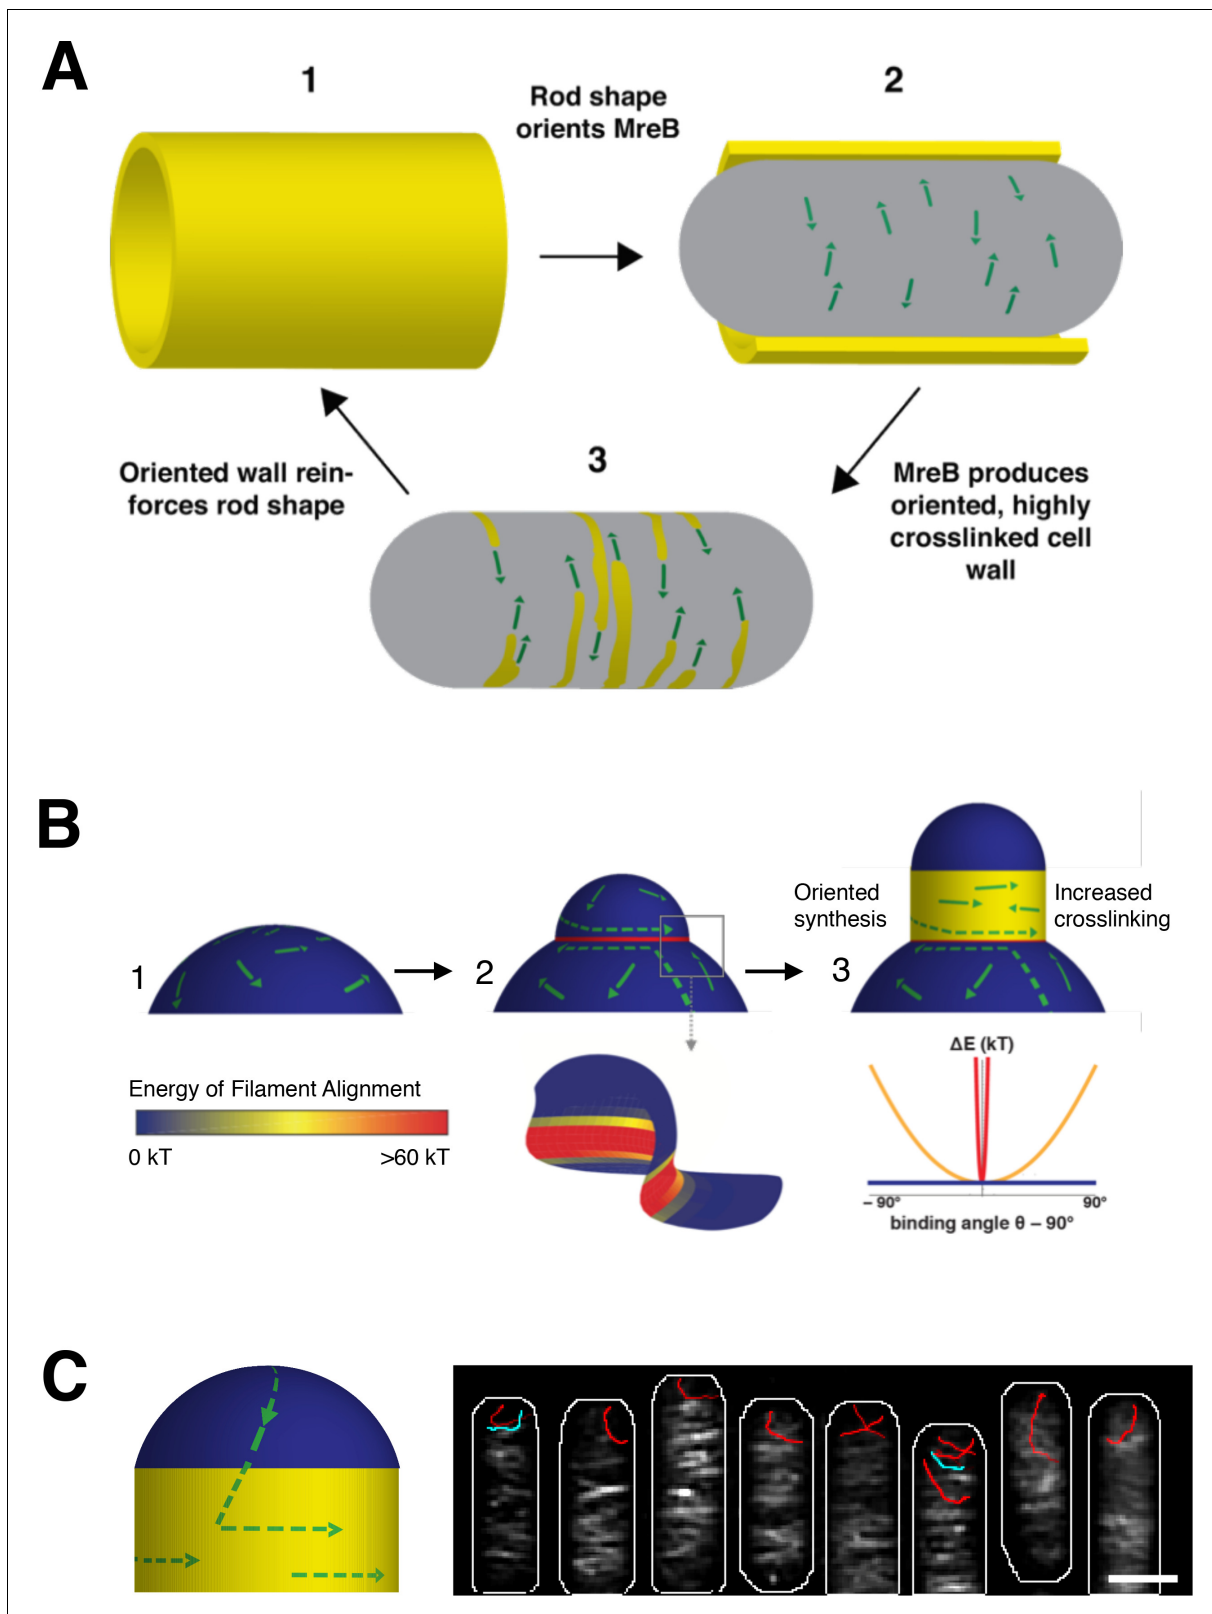 A
1
Rod shape
orients MreB
2
Oriented wall rein-
forces rod shape
3
MreB produces
oriented, highly
crosslinked cell
wall
B
1
2
Oriented
synthesis
Increased
crosslinking
3
Energy of Filament Alignment
0 kT
>60 kT
ΔE (kT)
– 90°
90°
binding angle θ – 90°
C